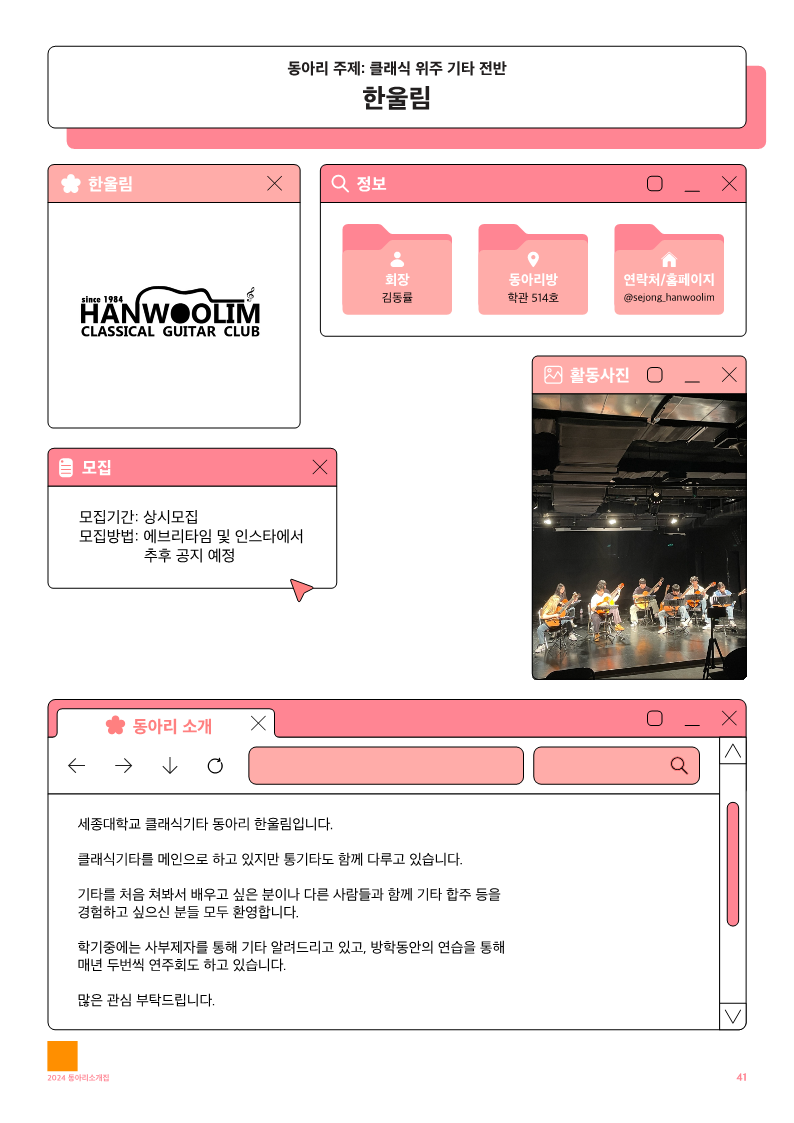 동아리 주제: 클래식 위주 기타 전반
한울림
한울림
since 1984
HANWOOLIM
CLASSICAL GUITAR CLUB
정보
회장
김동률
동아리방
학관 514호
연락처/홈페이지
@sejong_hanwoolim
활동사진
모집
모집기간: 상시모집
모집방법: 에브리타임 및 인스타에서
추후 공지 예정
동아리 소개
세종대학교 클래식기타 동아리 한울림입니다.
클래식기타를 메인으로 하고 있지만 통기타도 함께 다루고 있습니다.
기타를 처음 쳐봐서 배우고 싶은 분이나 다른 사람들과 함께 기타 합주 등을
경험하고 싶으신 분들 모두 환영합니다.
학기중에는 사부제자를 통해 기타 알려드리고 있고, 방학동안의 연습을 통해
매년 두번씩 연주회도 하고 있습니다.
많은 관심 부탁드립니다.
2024 동아리소개집
41